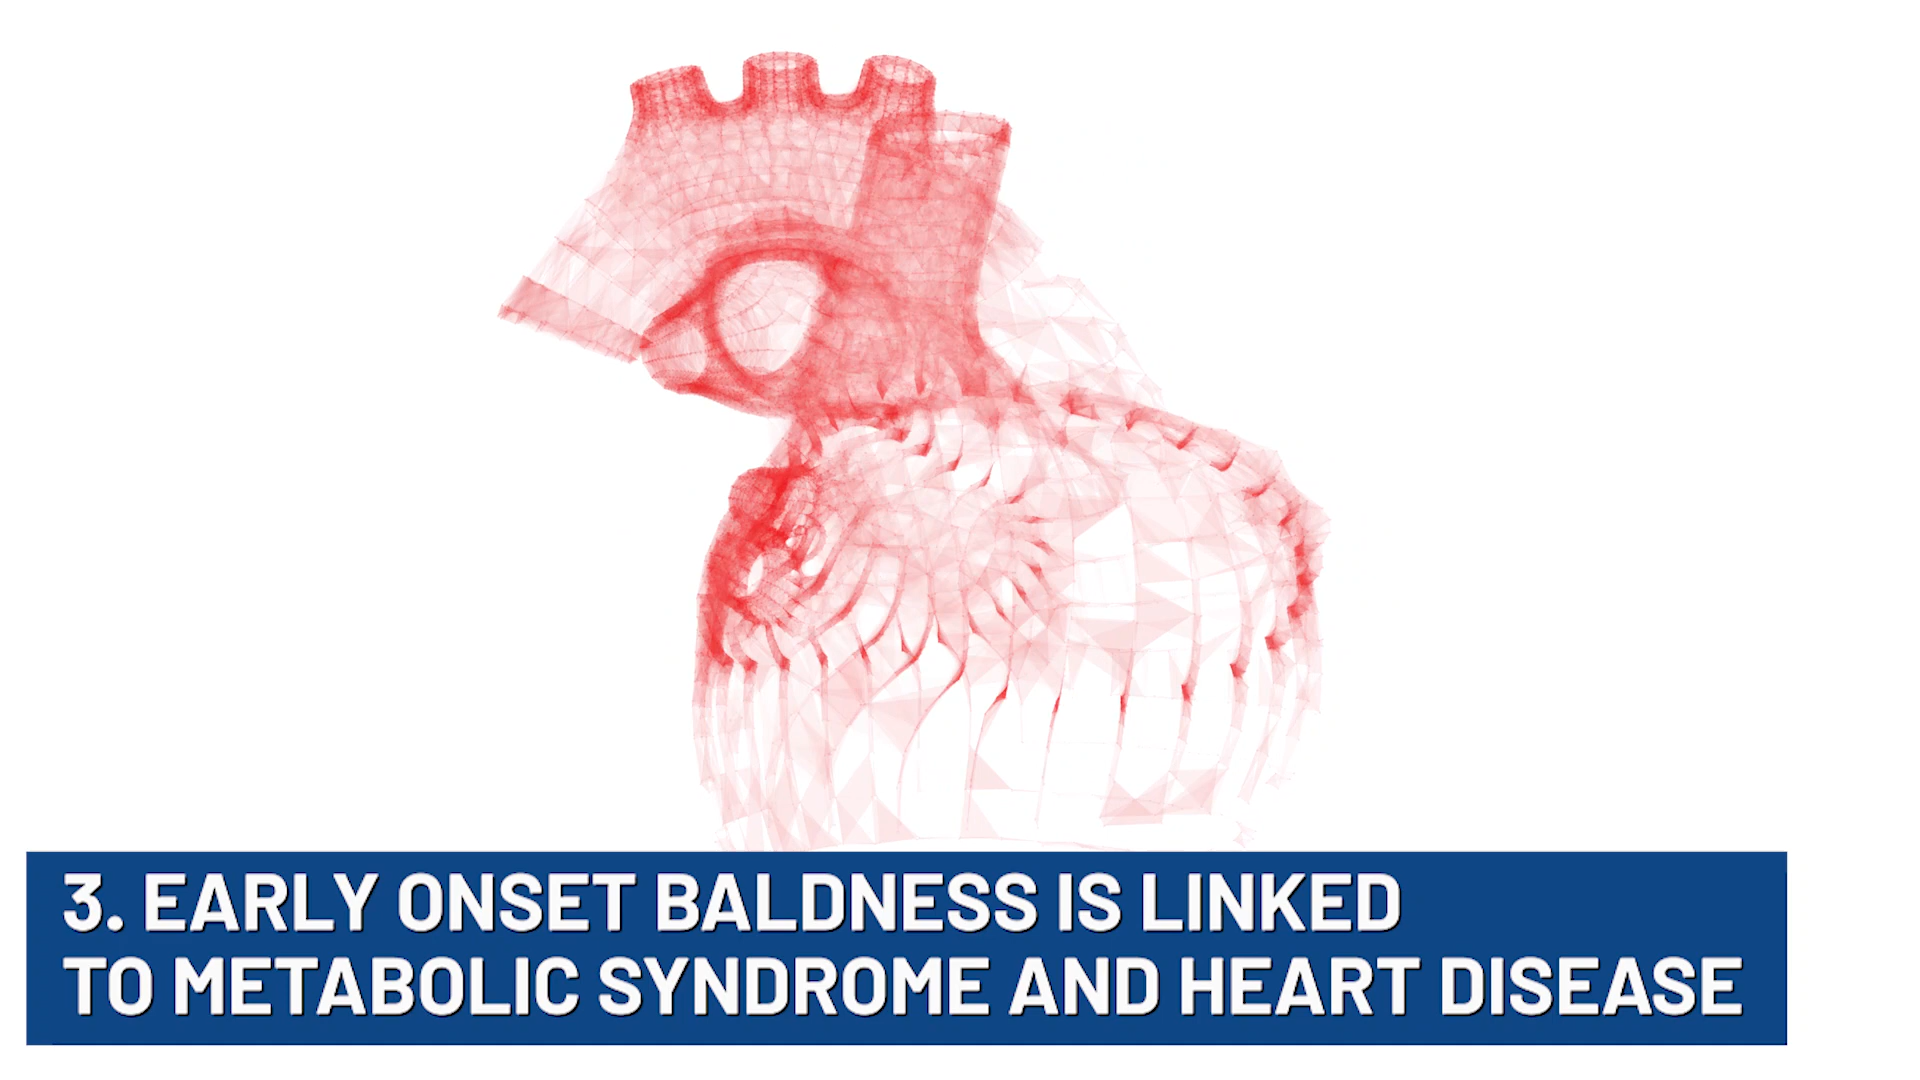 3. EARLY ONSET BALDNESS IS LINKED
TO METABOLIC SYNDROME AND HEART DISEASE